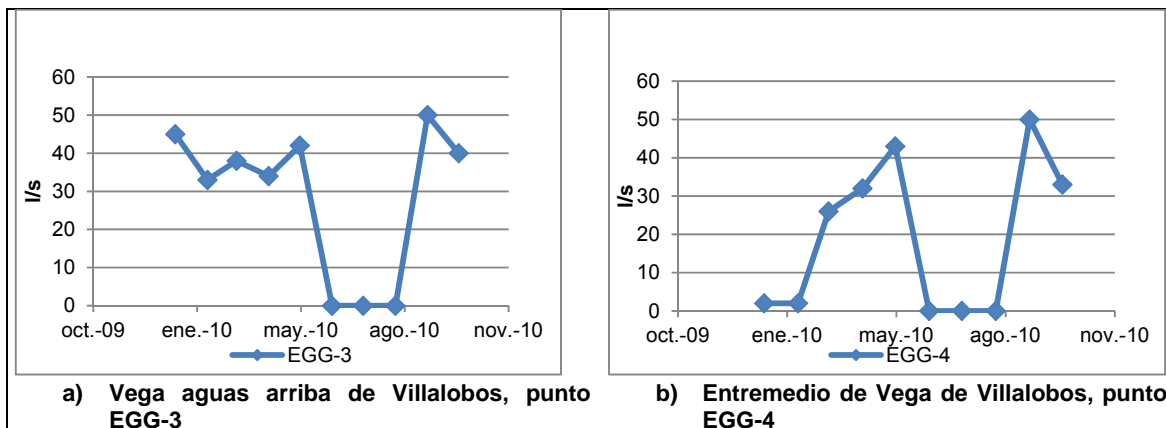 60
50
40
30
20
10
0
l/s
oct.-09 ene.-10 may.-10 ago.-10 nov.-10
EGG-3
a) Vega aguas arriba de Villalobos, punto
EGG-3
60
50
40
30
20
10
0
l/s
oct.-09 ene.-10 may.-10 ago.-10 nov.-10
EGG-4
b) Entremedio de Vega de Villalobos, punto
EGG-4